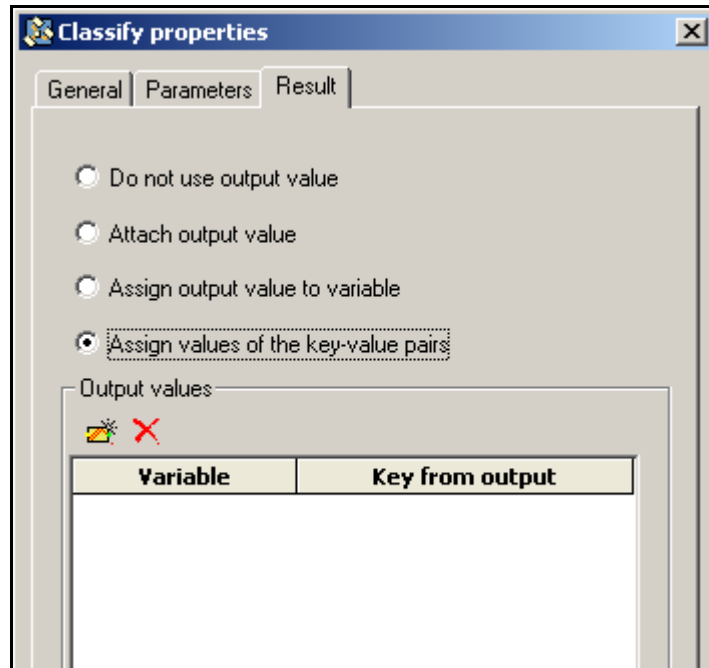 Classify properties
General Parameters Result
Do not use output value
Attach output value
Assign output value to variable
Assign values of the key-value pairs
Output values
Variable Key from output